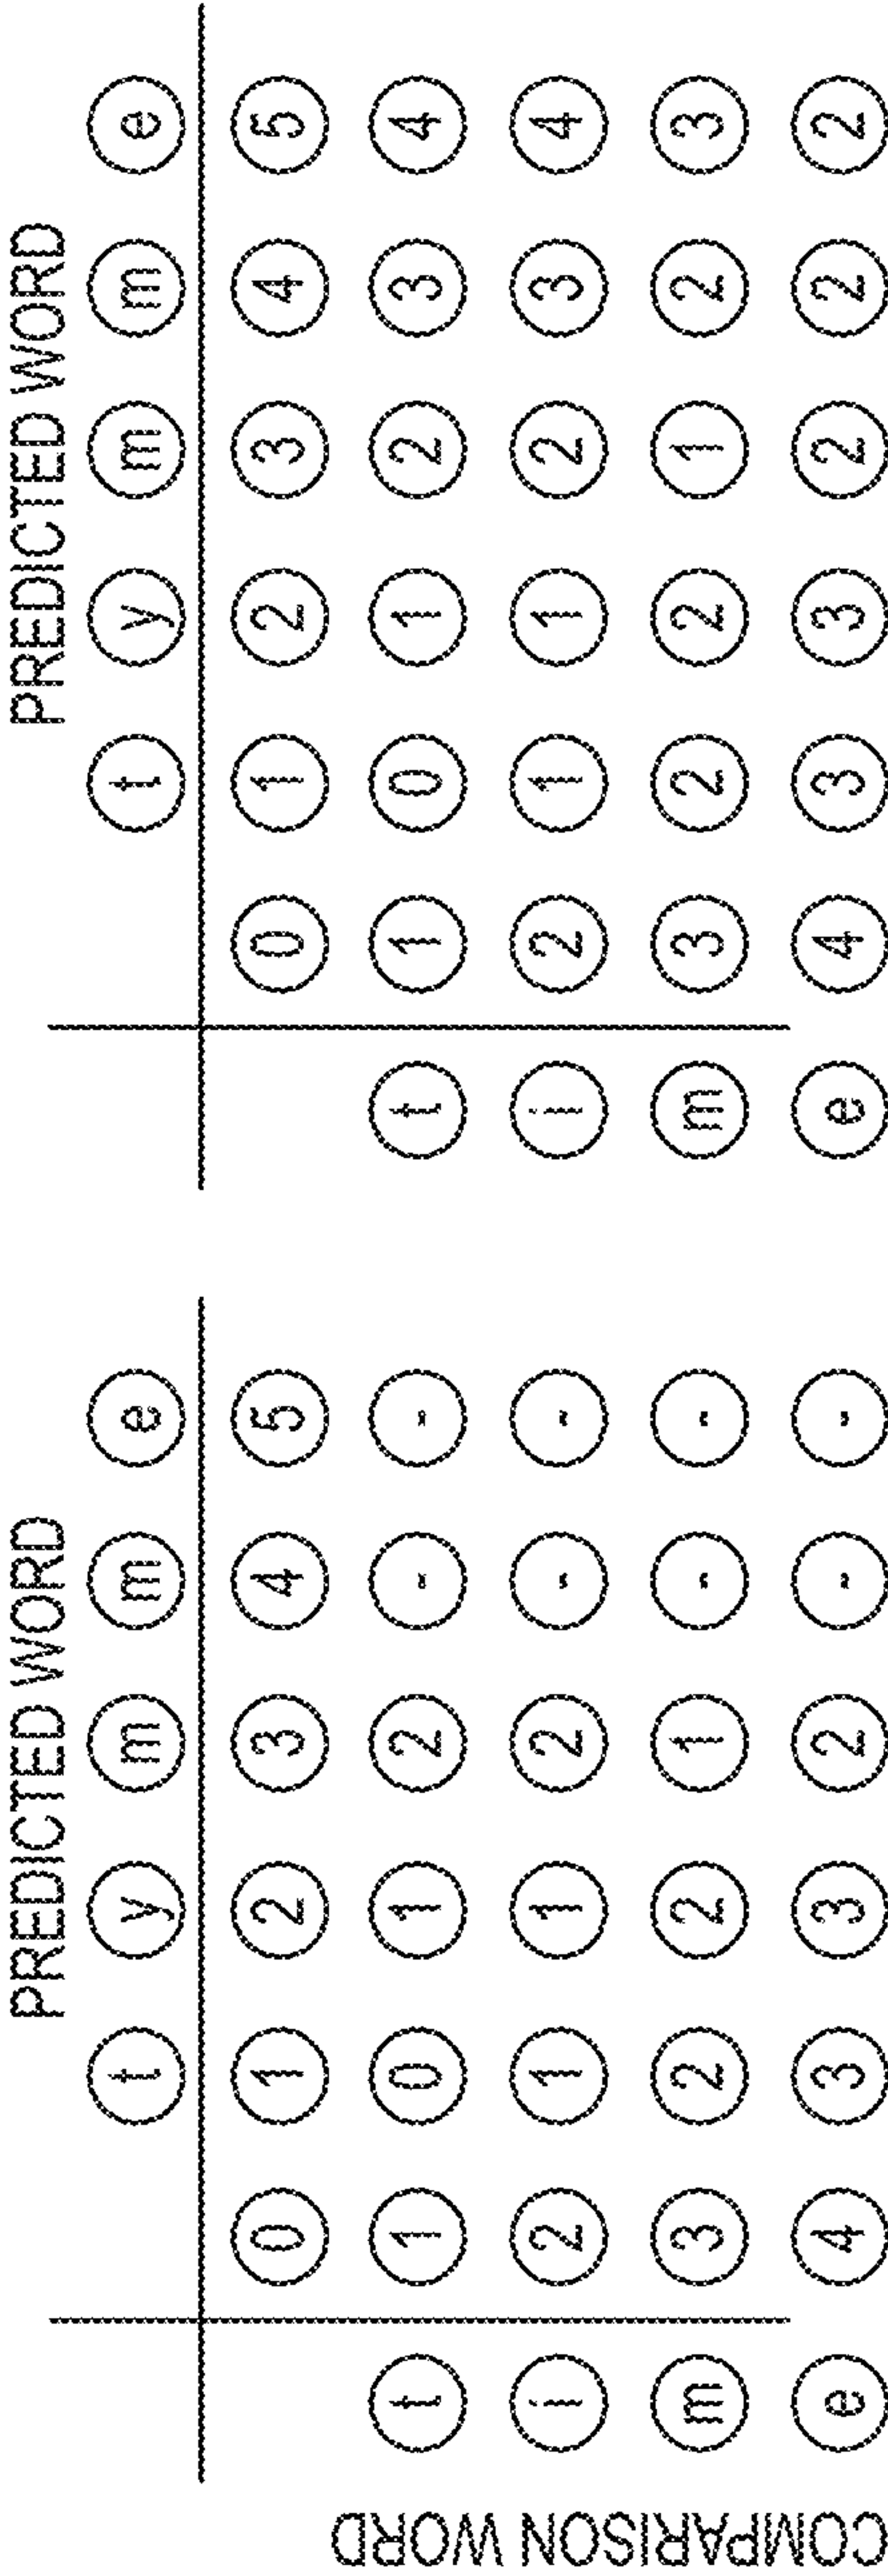 COMPARISON WORD
PREDICTED WORD
t y m m e
0 1 2 3 4 5
t 1 0 1 2 - -
i 2 1 1 2 - -
m 3 2 2 1 - -
e 4 3 3 2 - -
PREDICTED WORD
t y m m e
0 1 2 3 4 5
t 1 0 1 2 3 4
i 2 1 1 2 3 4
m 3 2 2 1 2 3
e 4 3 3 2 2 2